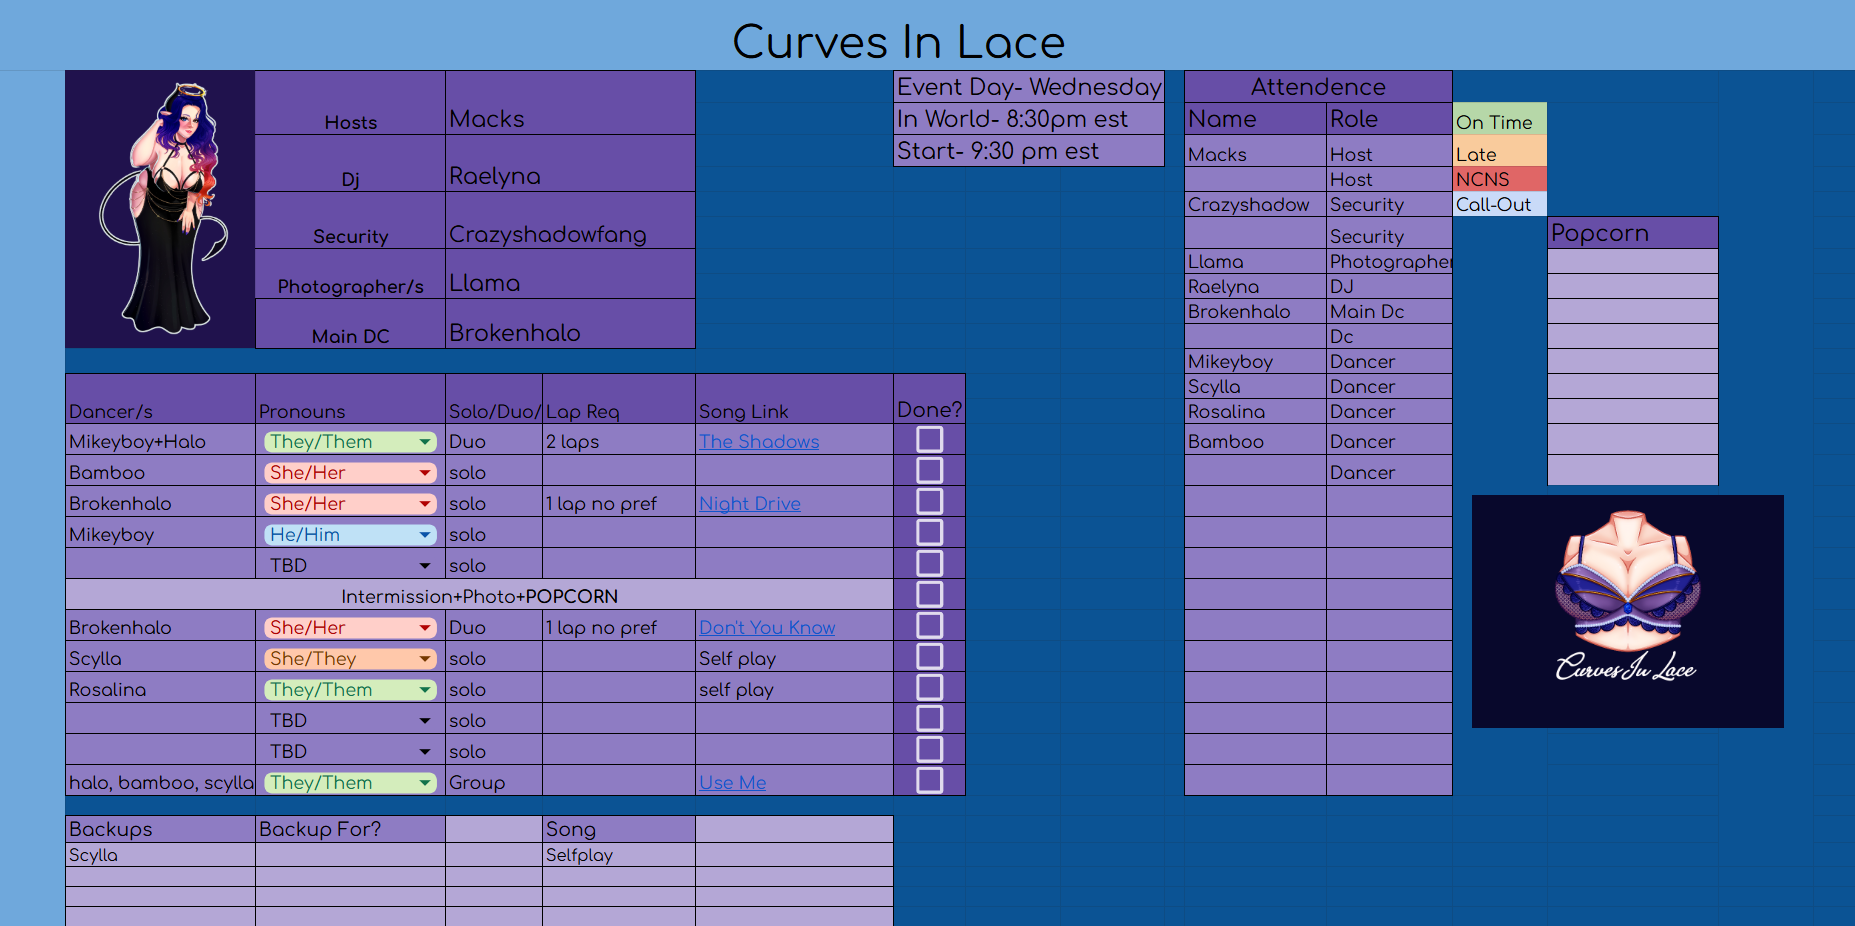 Curves In Lace
Hosts Macks
Dj Raelyna
Security Crazyshadowfang
Photographer/s Llama
Main DC Brokenhalo
Event Day- Wednesday
In World- 8:30pm est
Start- 9:30 pm est
Attendence
Name Role
Macks Host
Host
Crazyshadow Security
Security
Llama Photographer
Raelyna DJ
Brokenhalo Main Dc
Dc
Mikeyboy Dancer
Scylla Dancer
Rosalina Dancer
Bamboo Dancer
Dancer
On Time
Late
NCNS
Call-Out
Popcorn
Dancer/s Pronouns Solo/Duo/ Lap Req Song Link Done?
Mikeyboy+Halo They/Them Duo 2 laps The Shadows
Bamboo She/Her solo
Brokenhalo She/Her solo 1 lap no pref Night Drive
Mikeyboy He/Him solo
TBD solo
Intermission+Photo+POPCORN
Brokenhalo She/Her Duo 1 lap no pref Don't You Know
Scylla She/They solo Self play
Rosalina They/Them solo self play
TBD solo
TBD solo
halo, bamboo, scylla They/Them Group Use Me
Curves In Lace
Backups Backup For? Song
Scylla Selfplay